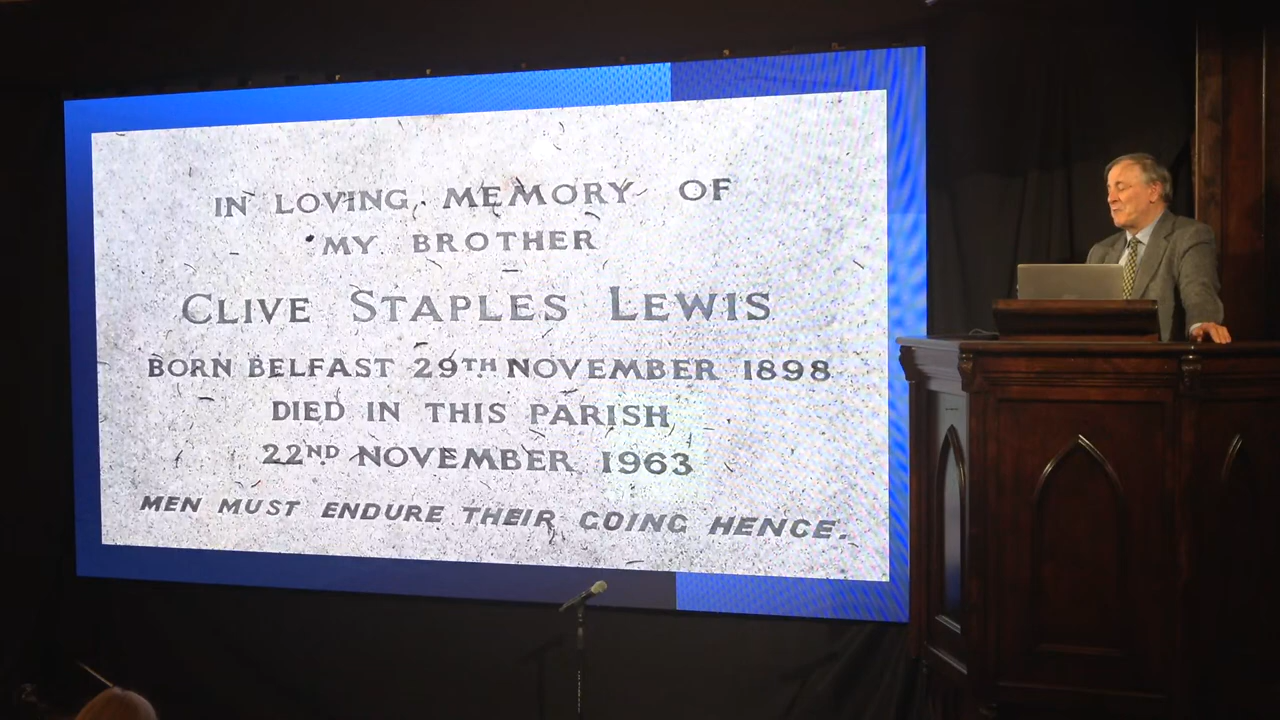 IN LOVING MEMORY OF
MY BROTHER
CLIVE STAPLES LEWIS
BORN BELFAST 29TH NOVEMBER 1898
DIED IN THIS PARISH
22ND NOVEMBER 1963
MEN MUST ENDURE THEIR GOING HENCE.